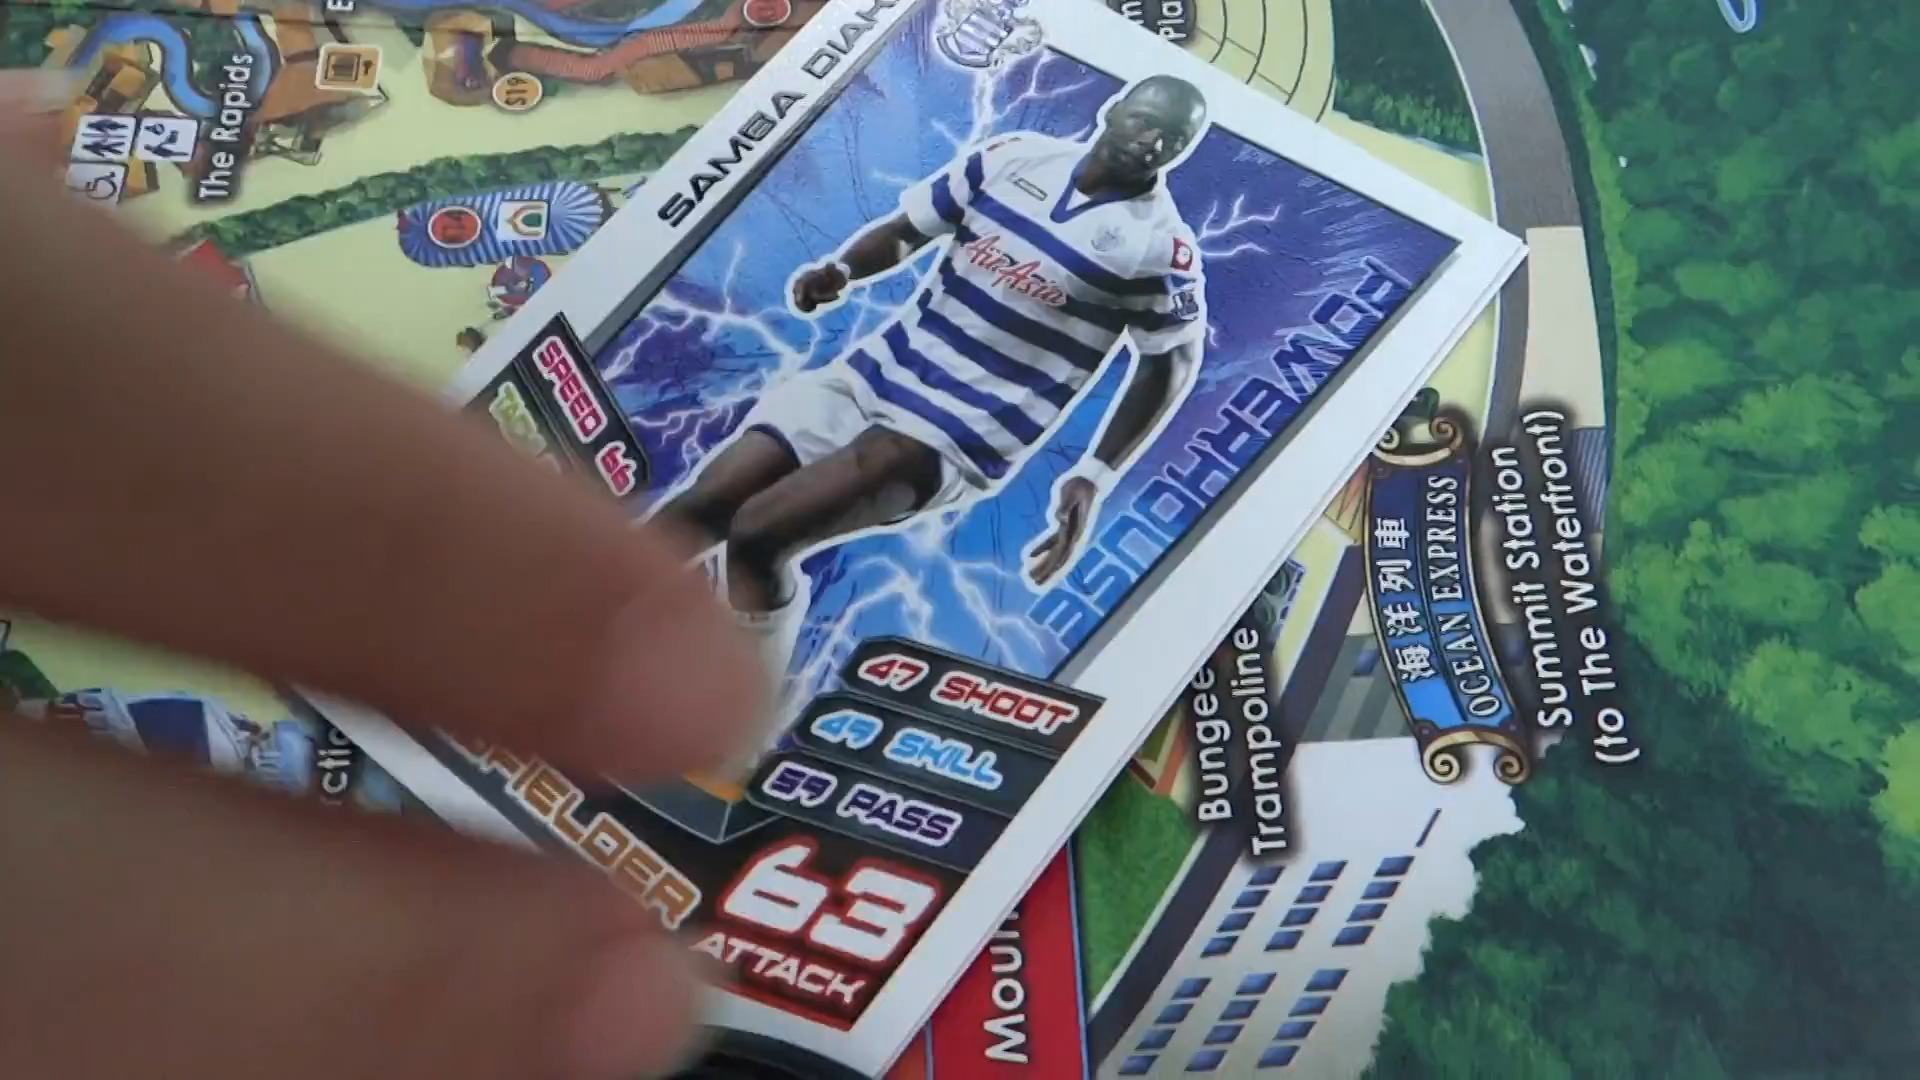 The Rapids
SAMBA DIAK
AirAsia
POWERHOUSE
SPEED 66
47 SHOOT
49 SKILL
59 PASS
63
ATTACK
FIELDER
海洋列車
OCEAN EXPRESS
Summit Station
(to The Waterfront)
Bungee
Trampoline
Moun